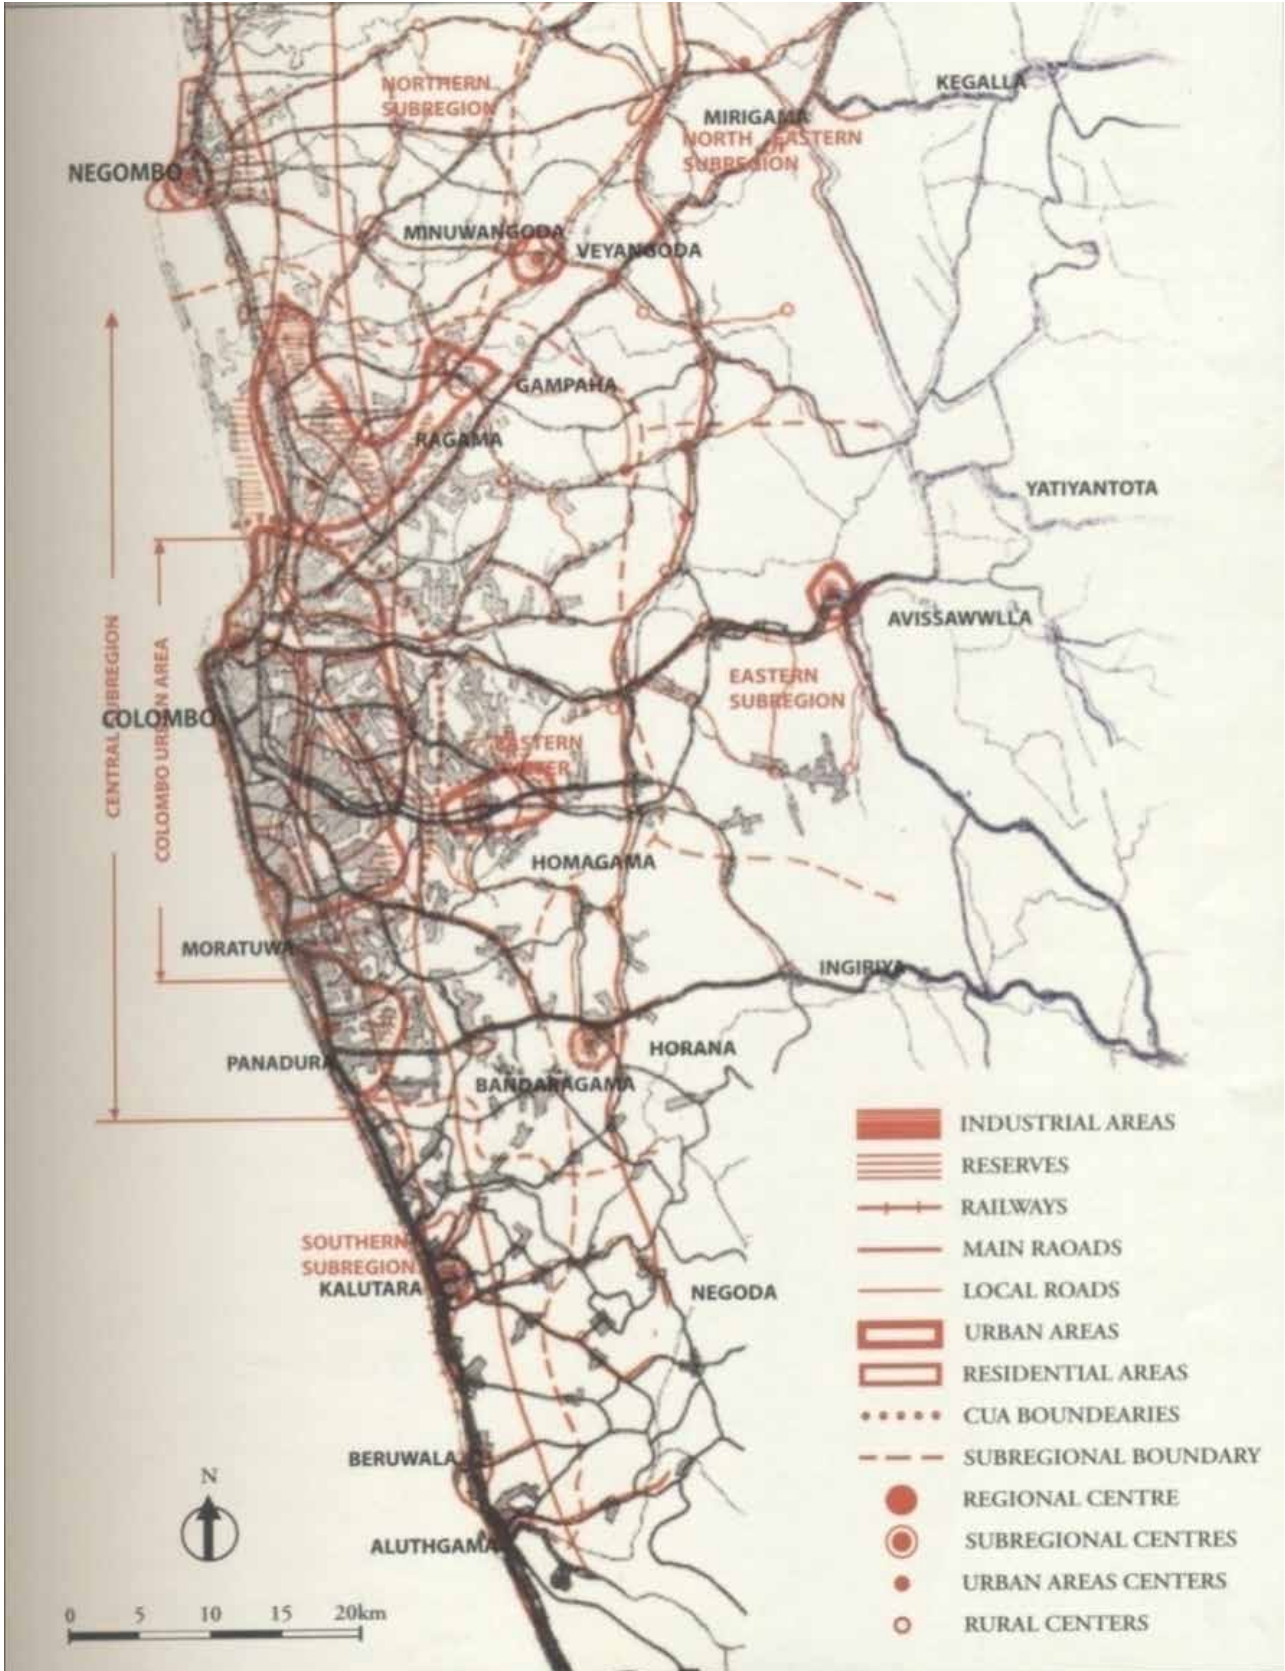 NORTHERN
SUBREGION
KEGALLA
MIRIGAMA
NORTH EASTERN
SUBREGION
NEGOMBO
MINUWANGODA
VEYANGODA
GAMPAHA
RAGAMA
YATIYANTOTA
AVISSAWWLLA
CENTRAL SUBREGION
COLOMBO URBAN AREA
EASTERN
SUBREGION
COLOMBO
EASTERN
HOMAGAMA
MORATUWA
INGIRIYA
PANADURA
HORANA
BANDARAGAMA
SOUTHERN
SUBREGION
KALUTARA
NEGODA
BERUWALA
ALUTHGAMA
INDUSTRIAL AREAS
RESERVES
RAILWAYS
MAIN RAOADS
LOCAL ROADS
URBAN AREAS
RESIDENTIAL AREAS
CUA BOUNDEARIES
SUBREGIONAL BOUNDARY
REGIONAL CENTRE
SUBREGIONAL CENTRES
URBAN AREAS CENTERS
RURAL CENTERS
N
0 5 10 15 20km